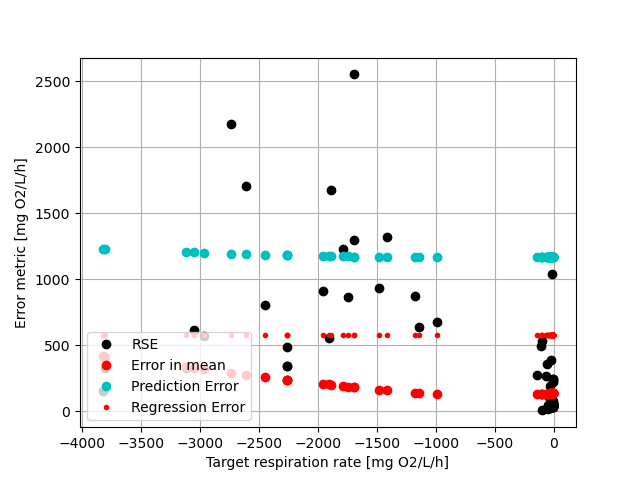 2500
2000
1500
1000
500
0
Error metric [mg O2/L/h]
RSE
Error in mean
Prediction Error
Regression Error
−4000 −3500 −3000 −2500 −2000 −1500 −1000 −500 0
Target respiration rate [mg O2/L/h]